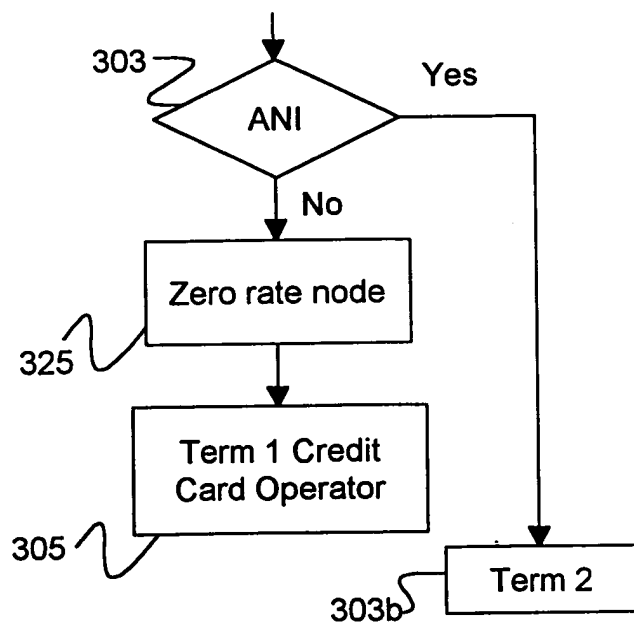 303
Yes
ANI
No
Zero rate node
325
Term 1 Credit
Card Operator
305
Term 2
303b